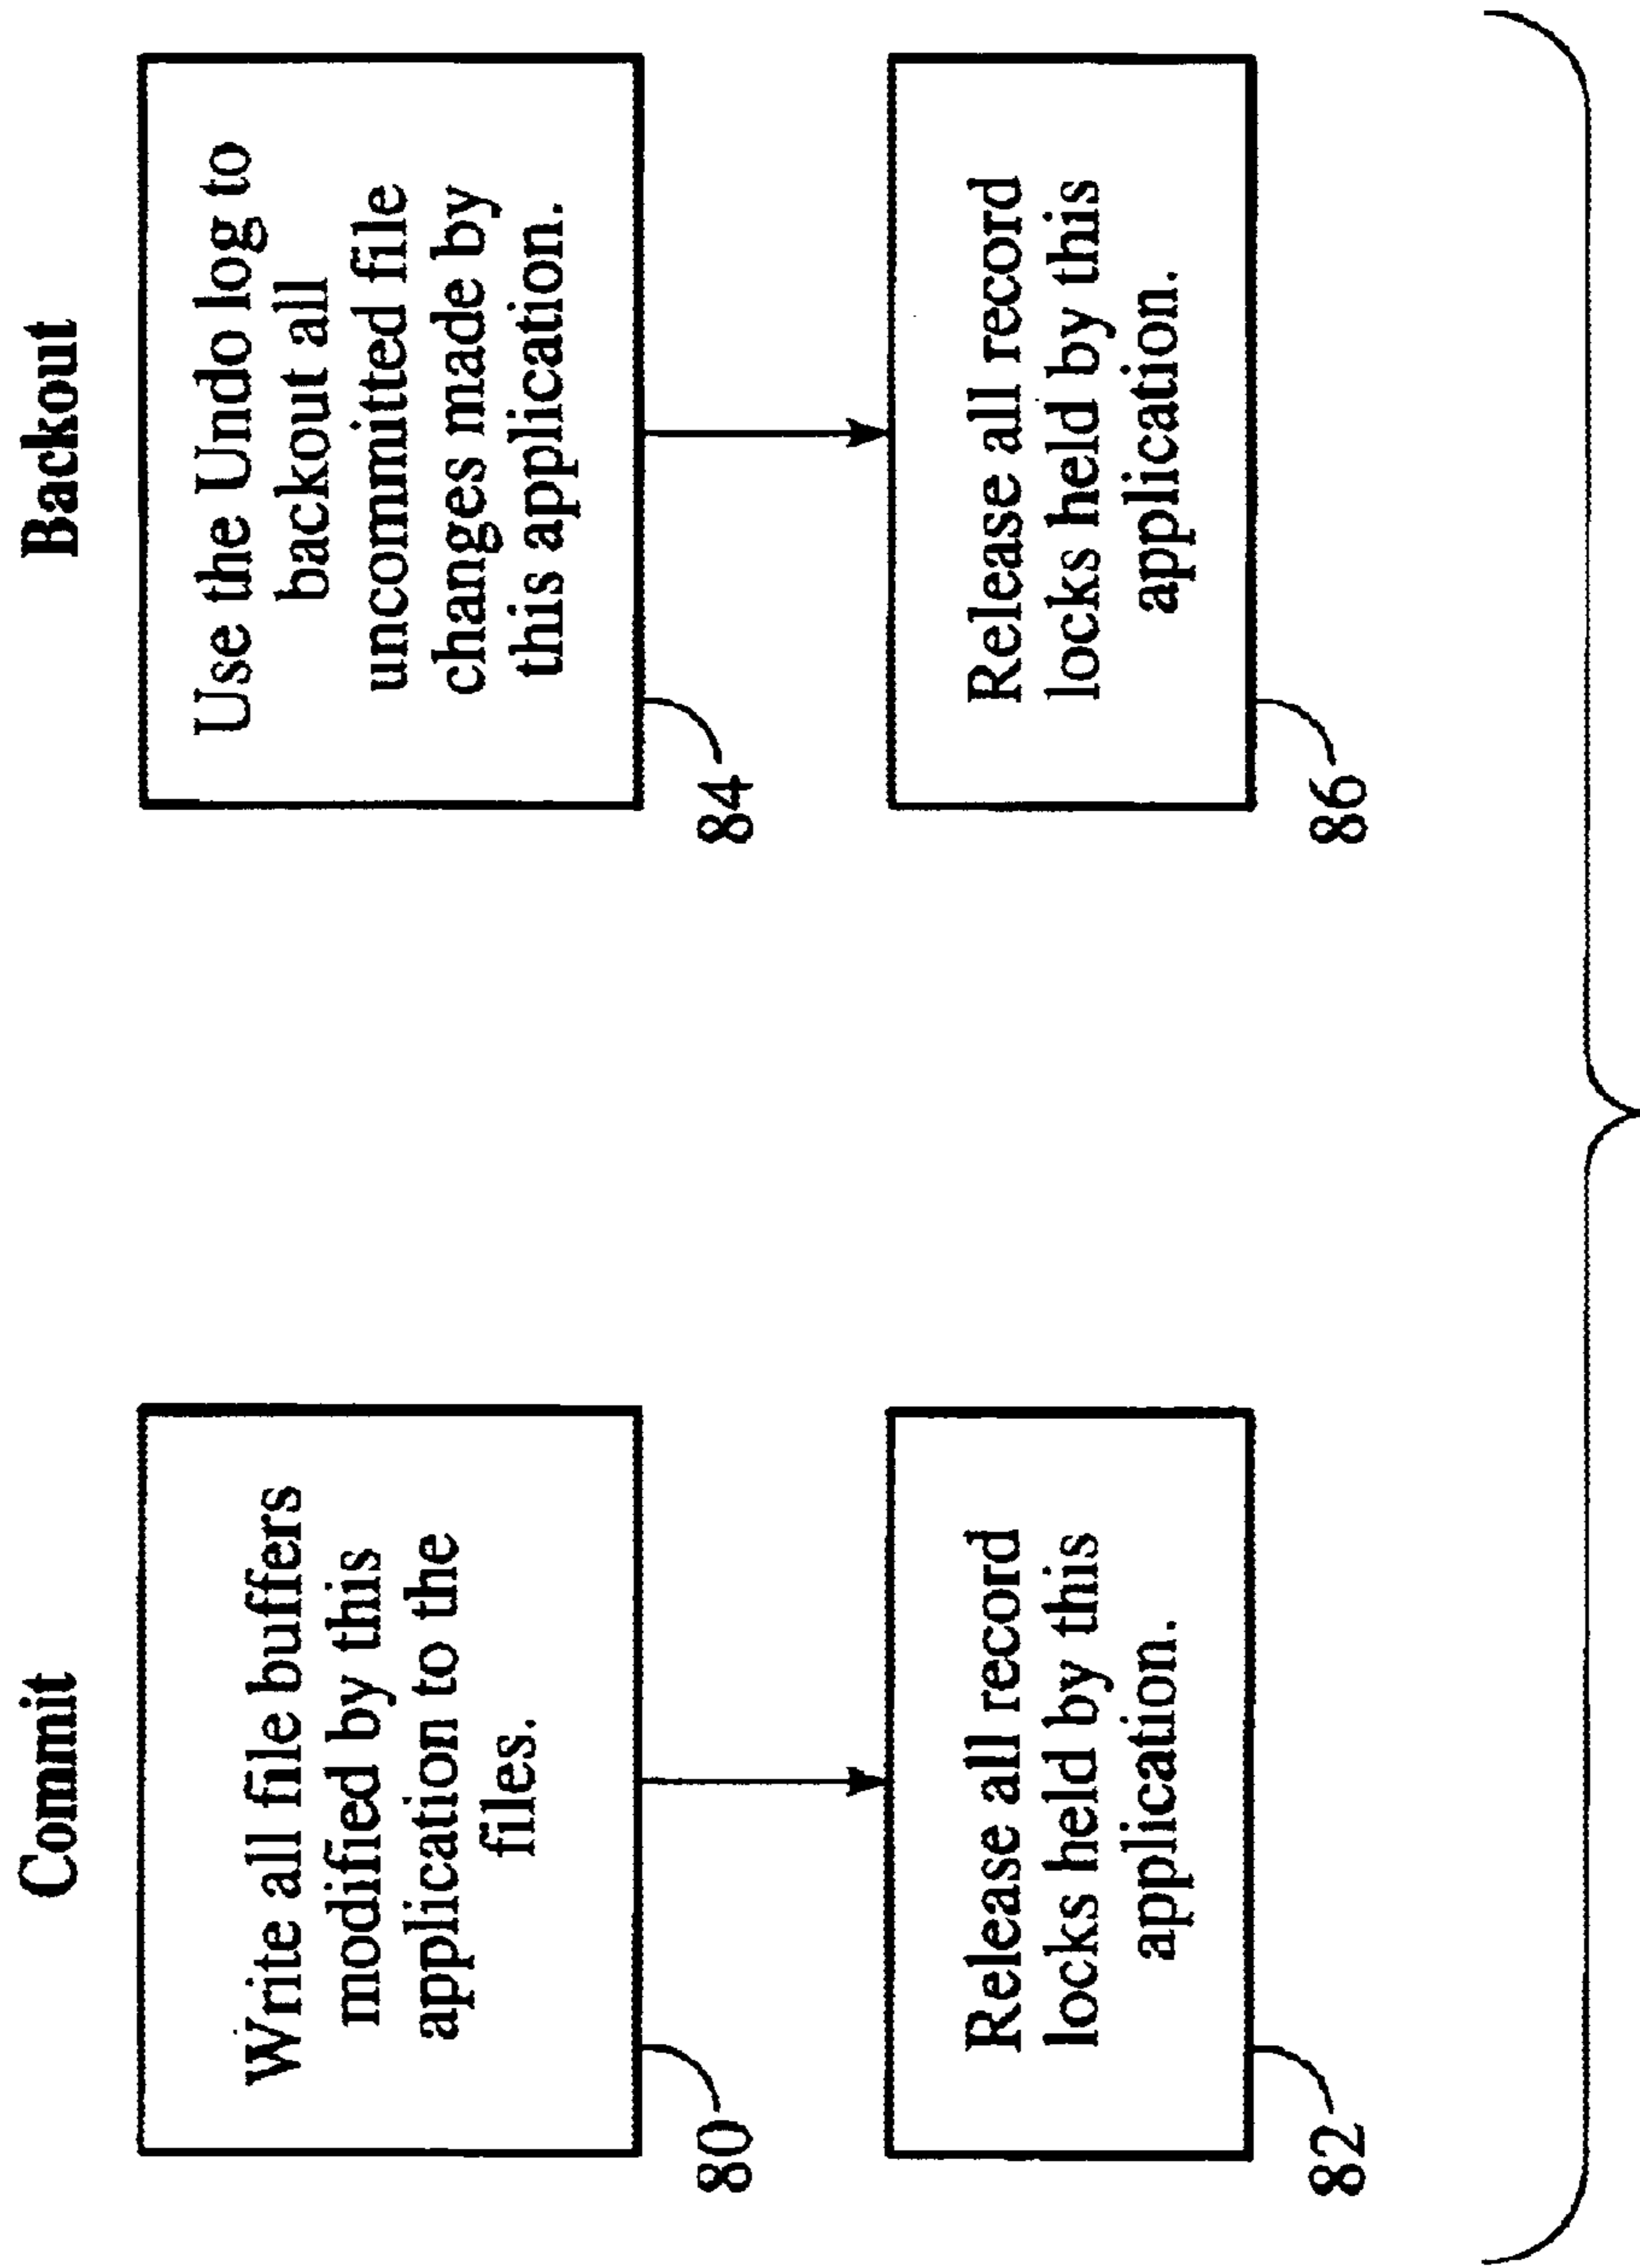 Commit
Write all file buffers
modified by this
application to the
files.
80
Release all record
locks held by this
application.
82
Backout
Use the Undo log to
backout all
uncommitted file
changes made by
this application.
84
Release all record
locks held by this
application.
86